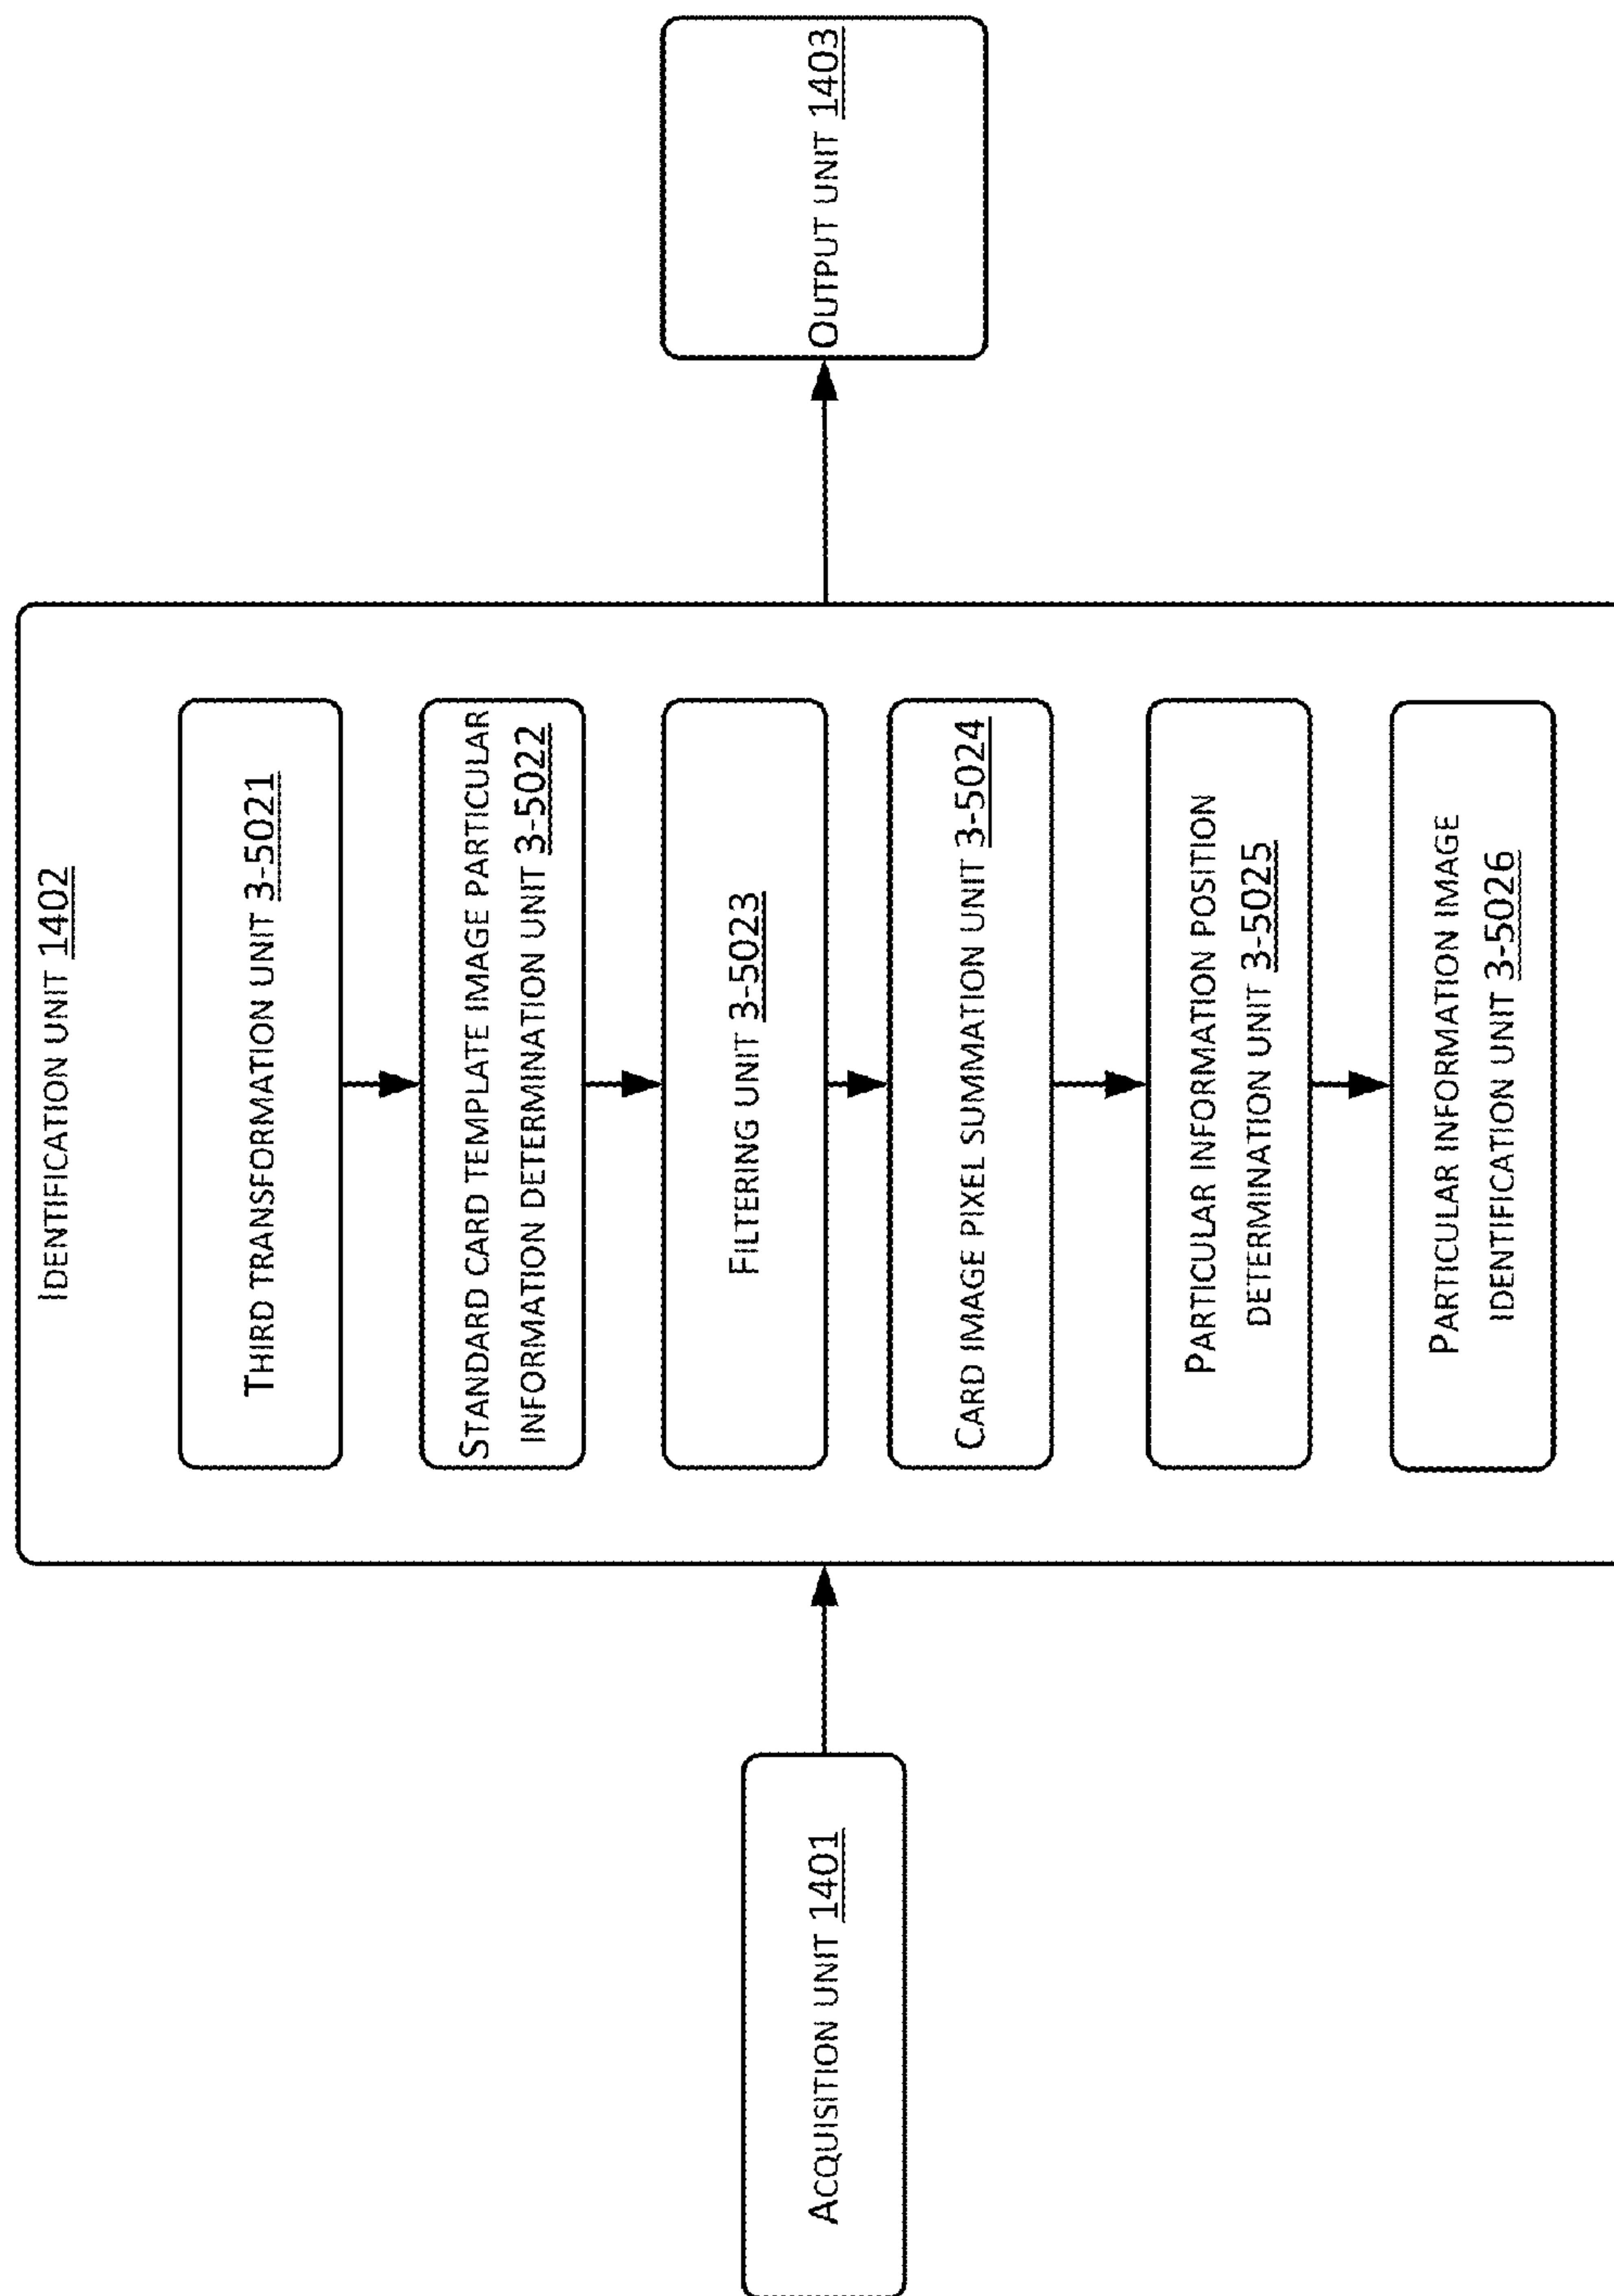 IDENTIFICATION UNIT 1402
THIRD TRANSFORMATION UNIT 3-5021
STANDARD CARD TEMPLATE IMAGE PARTICULAR
INFORMATION DETERMINATION UNIT 3-5022
FILTERING UNIT 3-5023
CARD IMAGE PIXEL SUMMATION UNIT 3-5024
PARTICULAR INFORMATION POSITION
DETERMINATION UNIT 3-5025
PARTICULAR INFORMATION IMAGE
IDENTIFICATION UNIT 3-5026
ACQUISITION UNIT 1401
OUTPUT UNIT 1403